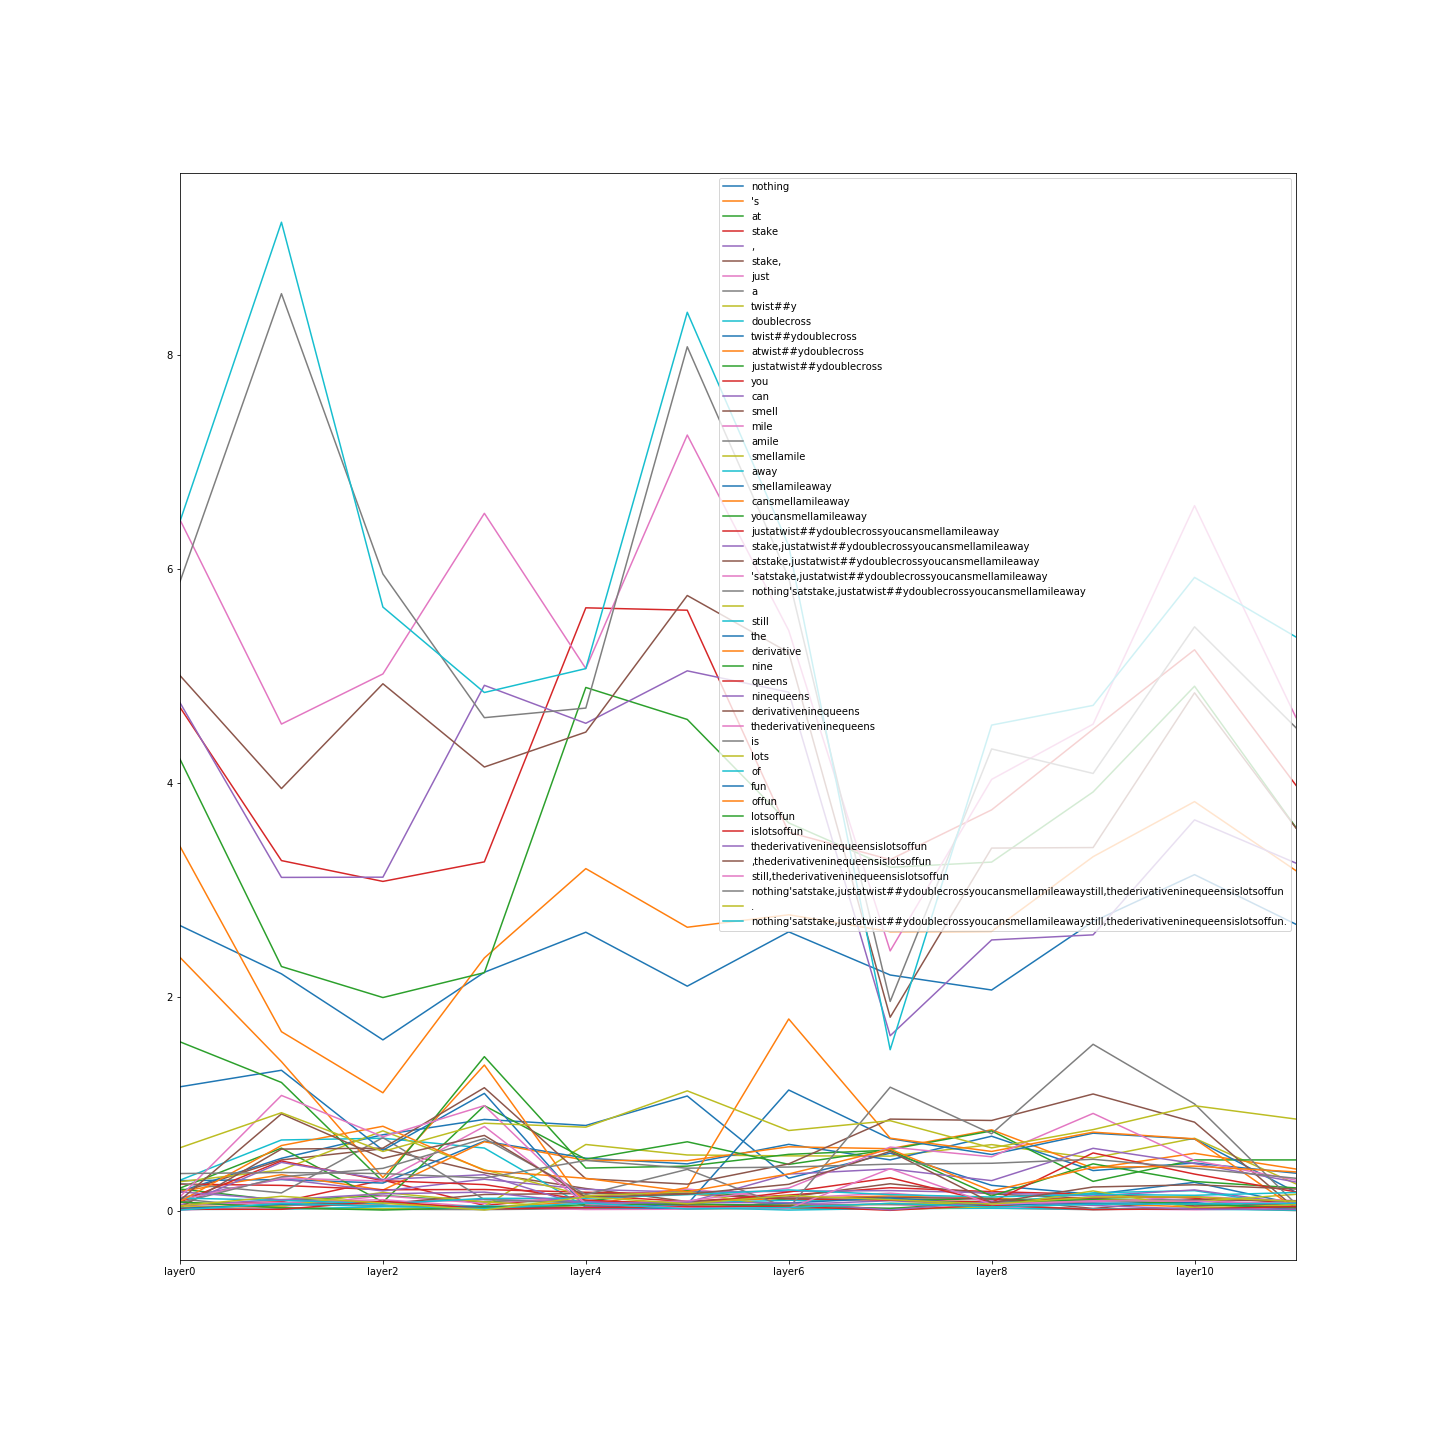 nothing
's
at
stake
,
stake,
just
a
twist##y
doublecross
twist##ydoublecross
atwist##ydoublecross
justatwist##ydoublecross
you
can
smell
mile
amile
smellamile
away
smellamileaway
cansmellamileaway
youcansmellamileaway
justatwist##ydoublecrossyoucansmellamileaway
stake,justatwist##ydoublecrossyoucansmellamileaway
atstake,justatwist##ydoublecrossyoucansmellamileaway
'satstake,justatwist##ydoublecrossyoucansmellamileaway
nothing'satstake,justatwist##ydoublecrossyoucansmellamileaway
still
the
derivative
nine
queens
ninequeens
derivativeninequeens
thederivativeninequeens
is
lots
of
fun
offun
lotsoffun
islotsoffun
thederivativeninequeensislotsoffun
,thederivativeninequeensislotsoffun
still,thederivativeninequeensislotsoffun
nothing'satstake,justatwist##ydoublecrossyoucansmellamileawaystill,thederivativeninequeensislotsoffun
.
nothing'satstake,justatwist##ydoublecrossyoucansmellamileawaystill,thederivativeninequeensislotsoffun.
8
6
4
2
0
layer0 layer2 layer4 layer6 layer8 layer10